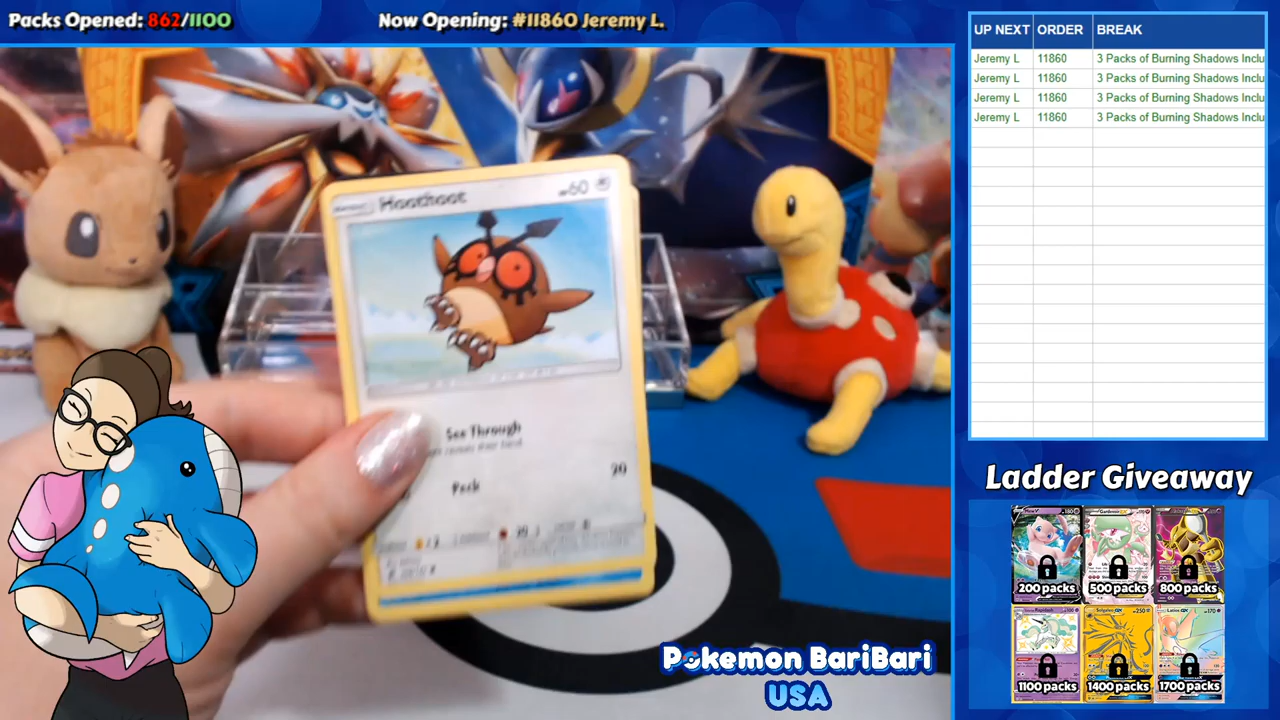 Packs Opened: 862/1100
Now Opening: #11860 Jeremy L.
UP NEXT ORDER BREAK
Jeremy L 11860 3 Packs of Burning Shadows Inclu
Jeremy L 11860 3 Packs of Burning Shadows Inclu
Jeremy L 11860 3 Packs of Burning Shadows Inclu
Jeremy L 11860 3 Packs of Burning Shadows Inclu
Hoothoot 60
See Through
Peck 20
Ladder Giveaway
200 packs 500 packs 800 packs
1100 packs 1400 packs 1700 packs
Pokemon BariBari
USA